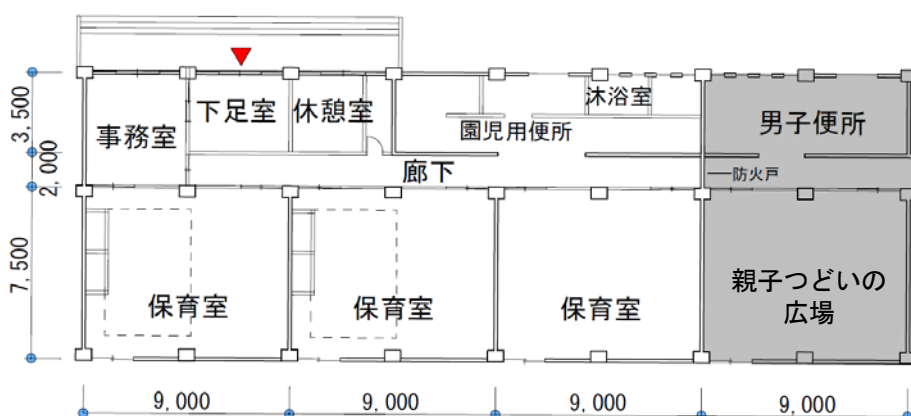 事務室
下足室
休憩室
園児用便所
沐浴室
男子便所
廊下
防火戸
保育室
保育室
保育室
親子つどいの
広場
3,500
2,000
7,500
9,000
9,000
9,000
9,000